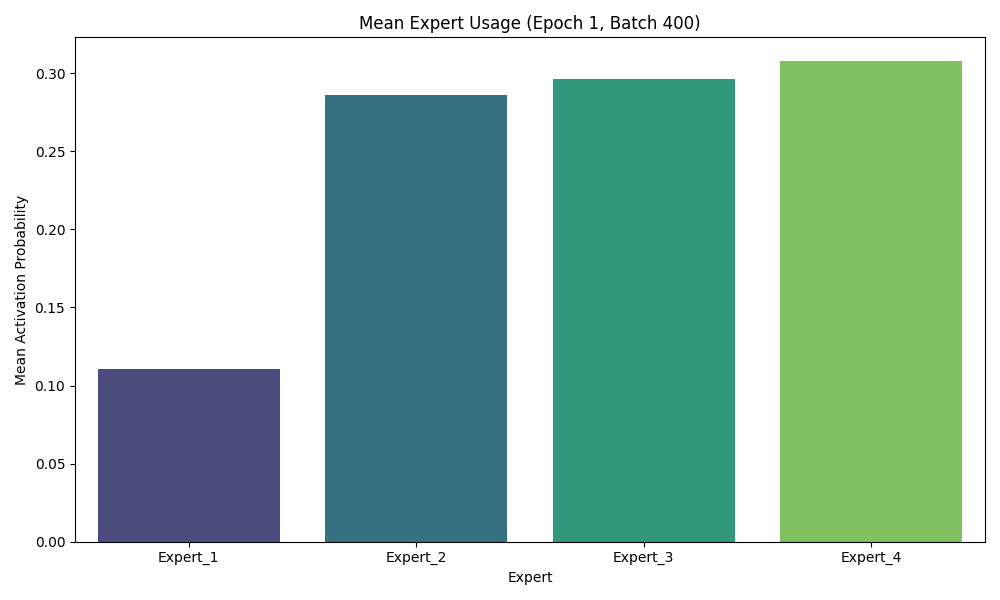 Mean Expert Usage (Epoch 1, Batch 400)
Mean Activation Probability
0.30
0.25
0.20
0.15
0.10
0.05
0.00
Expert_1 Expert_2 Expert_3 Expert_4
Expert